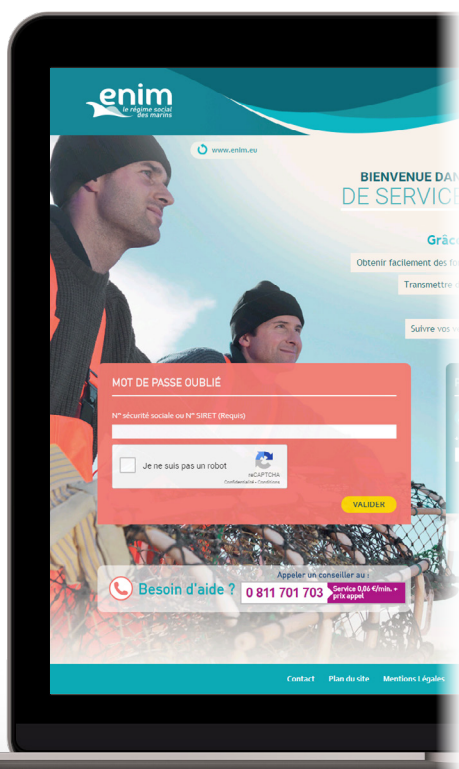 enim
le régime social
des marins
www.enim.eu
BIENVENUE DAN
DE SERVICE
Grâc
Obtenir facilement des fo
Transmettre
Suivre vos
MOT DE PASSE OUBLIÉ
N° sécurité sociale ou N° SIRET (Requis)
Je ne suis pas un robot
reCAPTCHA
Confidentialité - Conditions
VALIDER
Besoin d'aide ?
Appeler un conseiller au :
0 811 701 703
Service 0,06 €/min. +
prix appel
Contact Plan du site Mentions Légales